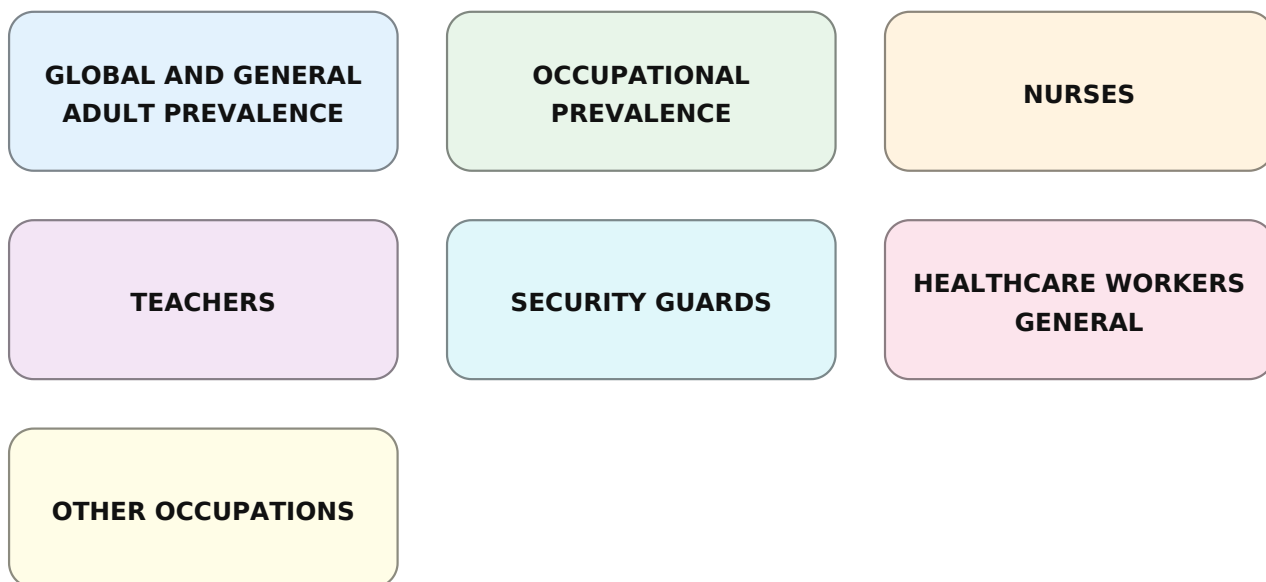 GLOBAL AND GENERAL
ADULT PREVALENCE
OCCUPATIONAL
PREVALENCE
NURSES
TEACHERS
SECURITY GUARDS
HEALTHCARE WORKERS
GENERAL
OTHER OCCUPATIONS